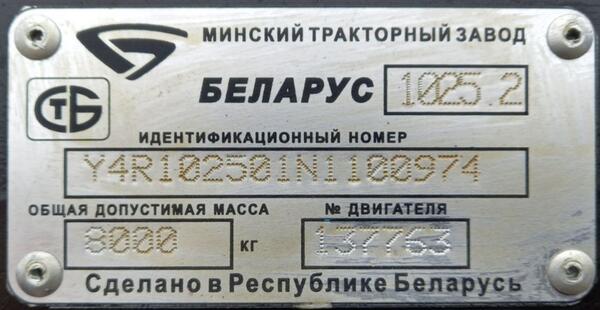 МИНСКИЙ ТРАКТОРНЫЙ ЗАВОД
БЕЛАРУС 1025.2
СТБ
ИДЕНТИФИКАЦИОННЫЙ НОМЕР
Y4R102501N1100974
ОБЩАЯ ДОПУСТИМАЯ МАССА № ДВИГАТЕЛЯ
8000 КГ 137763
Сделано в Республике Беларусь